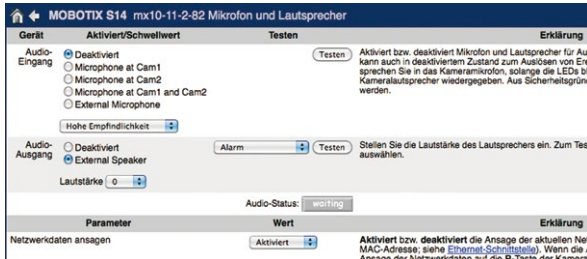 MOBOTIX S14 mx10-11-2-82 Mikrofon und Lautsprecher
Gerät Aktiviert/Schwellwert Testen Erklärung
Audio-Eingang
Deaktiviert
Microphone at Cam1
Microphone at Cam2
Microphone at Cam1 and Cam2
External Microphone
Hohe Empfindlichkeit
Testen
Aktiviert bzw. deaktiviert Mikrofon und Lautsprecher für Au
kann auch in deaktiviertem Zustand zum Auslösen von Ere
sprechen Sie in das Kameramikrofon, solange die LEDs bl
Kameralautsprecher wiedergegeben. Aus Sicherheitsgrün
werden.
Audio-Ausgang
Deaktiviert
External Speaker
Lautstärke 0
Alarm Testen
Stellen Sie die Lautstärke des Lautsprechers ein. Zum Tes
auswählen.
Audio-Status: waiting
Parameter Wert Erklärung
Netzwerkdaten ansagen Aktiviert
Aktiviert bzw. deaktiviert die Ansage der aktuellen Net
MAC-Adresse; siehe Ethernet-Schnittstelle). Wenn die
Ansage der Netzwerkdaten auf die R-Taste der Kamera